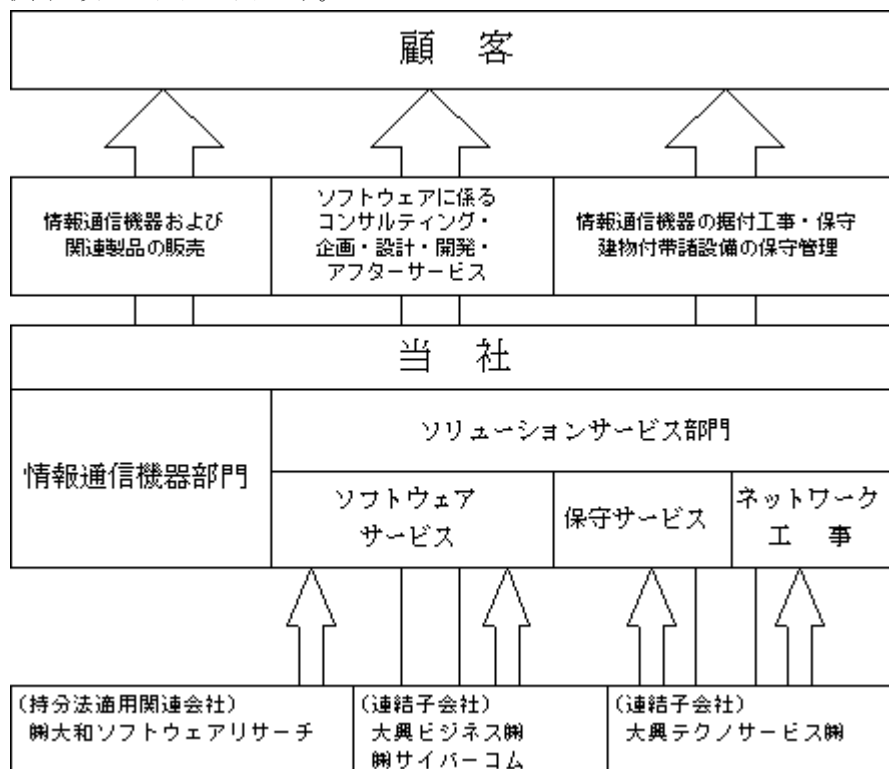 顧 客
情報通信機器および
関連製品の販売
ソフトウェアに係る
コンサルティング・
企画・設計・開発・
アフターサービス
情報通信機器の据付工事・保守
建物付帯諸設備の保守管理
当 社
情報通信機器部門
ソリューションサービス部門
ソフトウェア
サービス
保守サービス
ネットワーク
工 事
(持分法適用関連会社)
㈱大和ソフトウェアリサーチ
(連結子会社)
大興ビジネス㈱
㈱サイバーコム
(連結子会社)
大興テクノサービス㈱